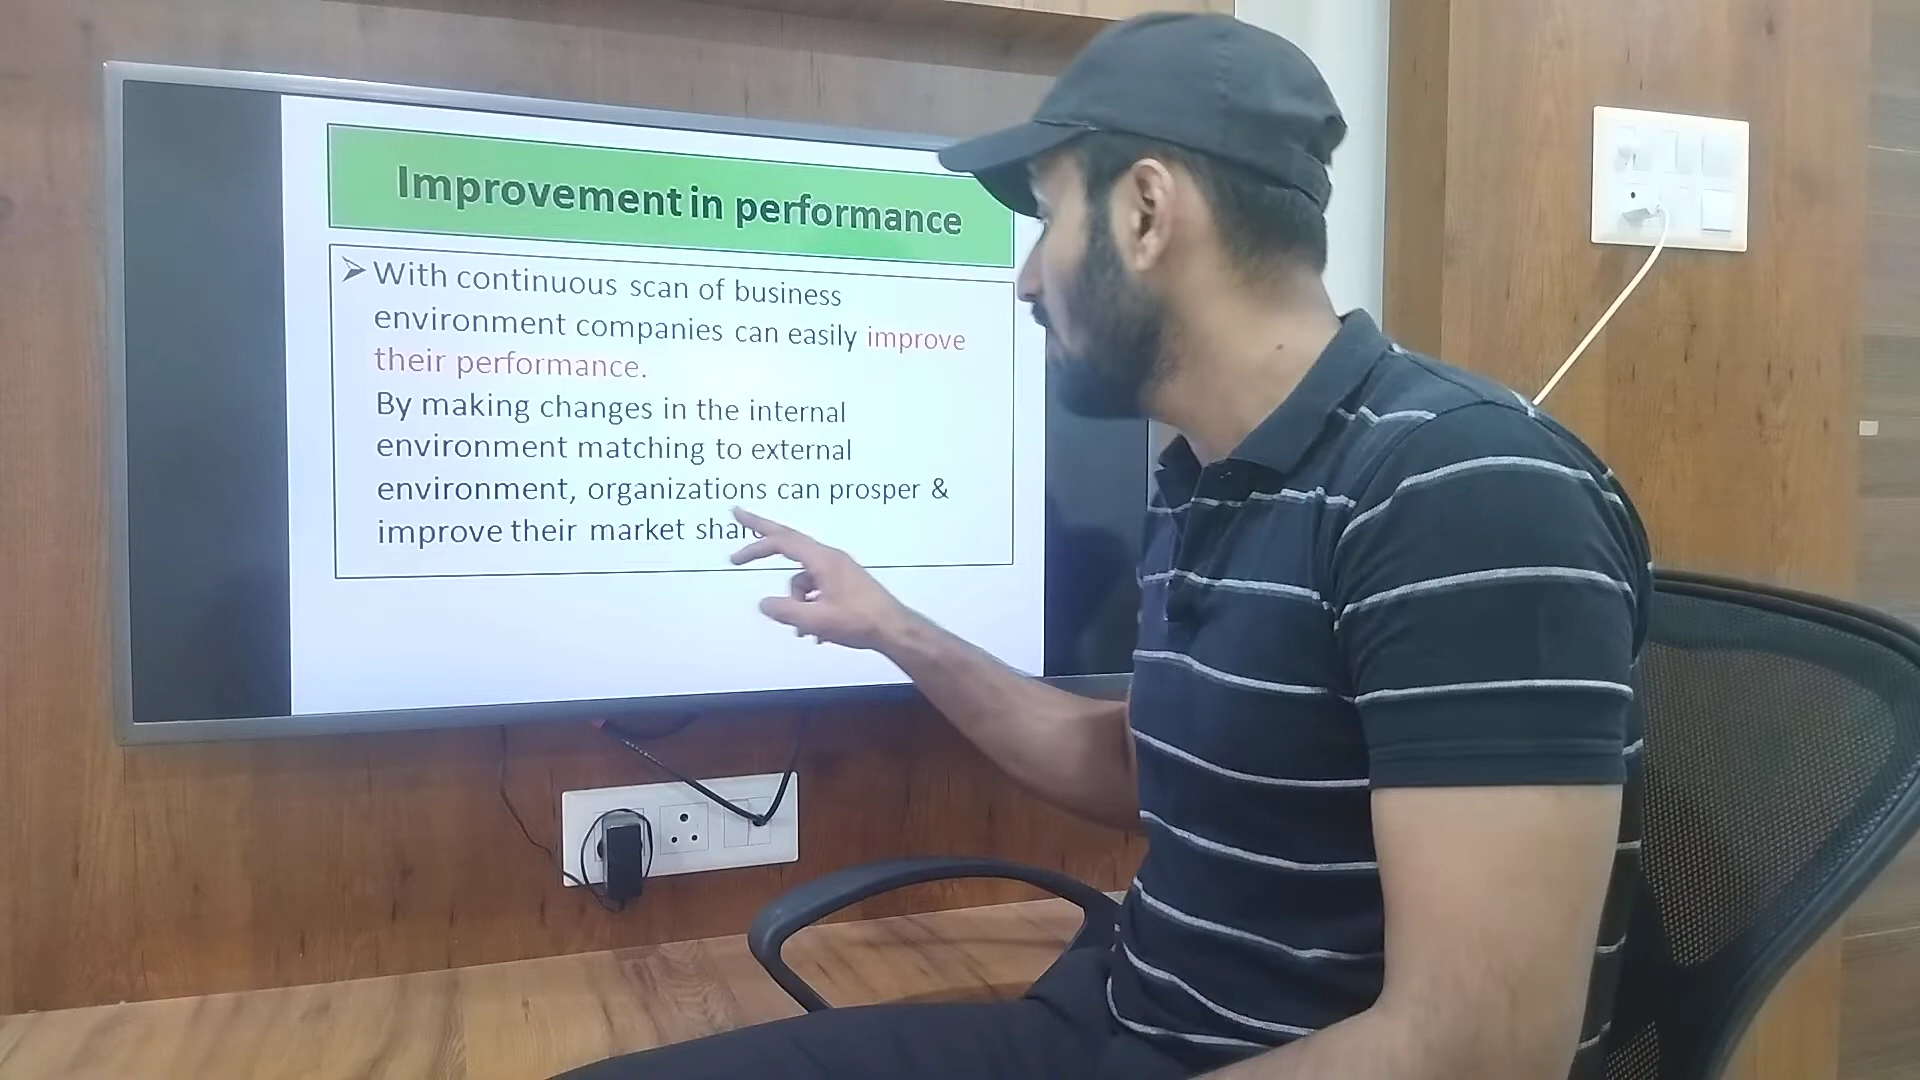 Improvement in performance
➢ With continuous scan of business
environment companies can easily improve
their performance.
By making changes in the internal
environment matching to external
environment, organizations can prosper &
improve their market share